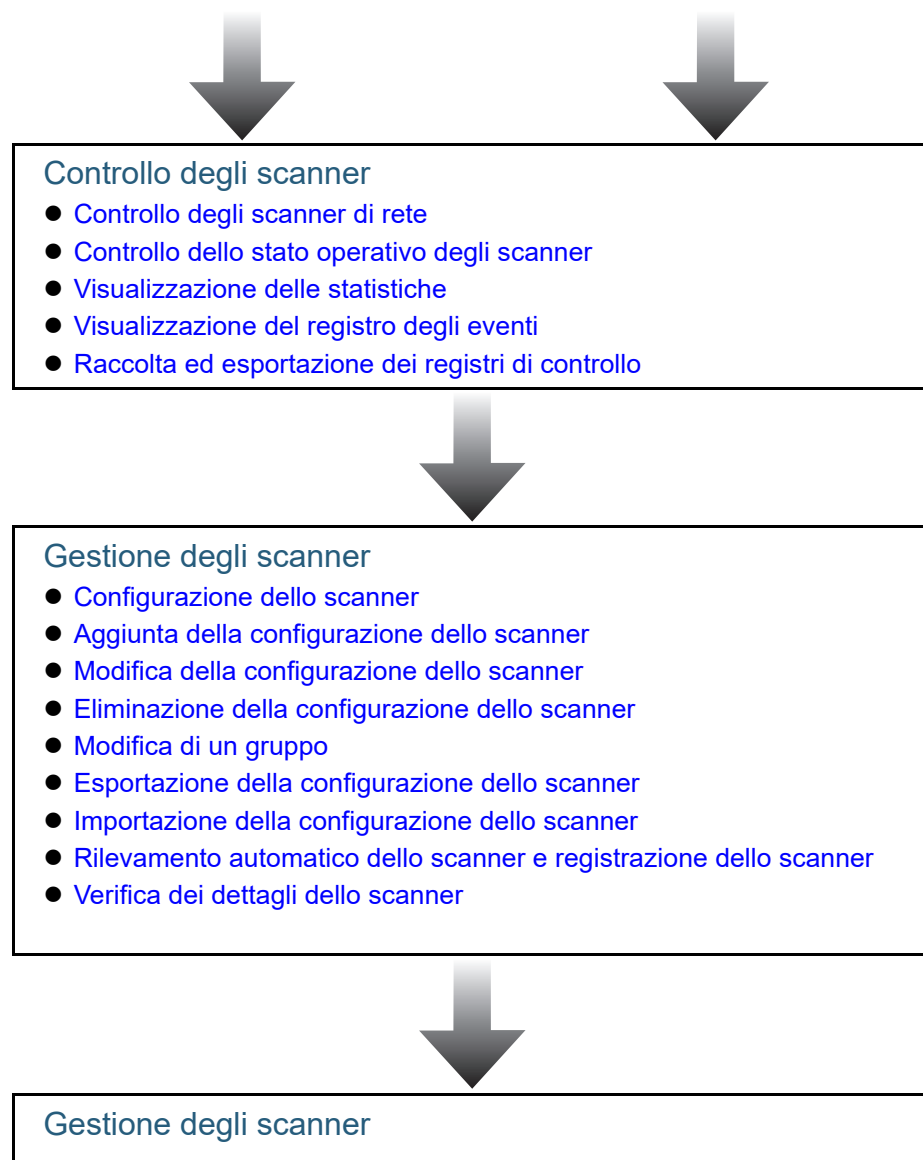 Controllo degli scanner
● Controllo degli scanner di rete
● Controllo dello stato operativo degli scanner
● Visualizzazione delle statistiche
● Visualizzazione del registro degli eventi
● Raccolta ed esportazione dei registri di controllo
Gestione degli scanner
● Configurazione dello scanner
● Aggiunta della configurazione dello scanner
● Modifica della configurazione dello scanner
● Eliminazione della configurazione dello scanner
● Modifica di un gruppo
● Esportazione della configurazione dello scanner
● Importazione della configurazione dello scanner
● Rilevamento automatico dello scanner e registrazione dello scanner
● Verifica dei dettagli dello scanner
Gestione degli scanner